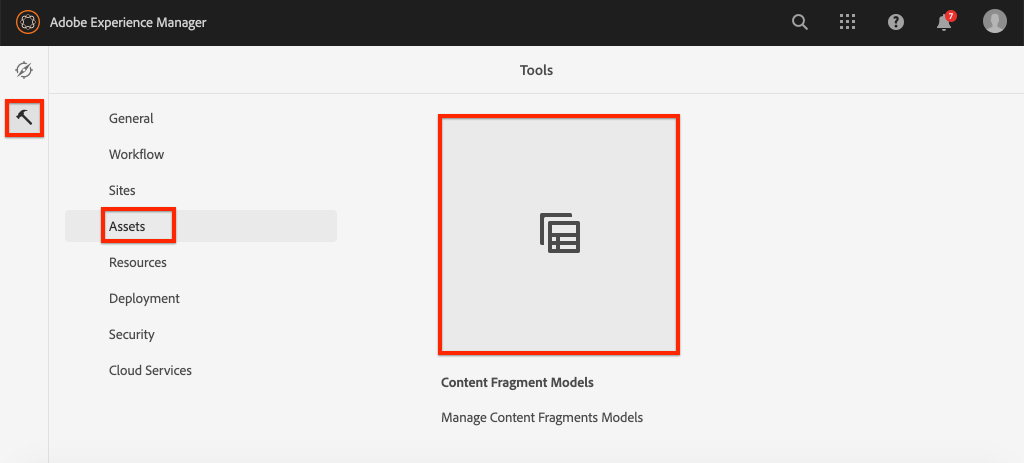 Adobe Experience Manager
7
Tools
General
Workflow
Sites
Assets
Resources
Deployment
Security
Cloud Services
Content Fragment Models
Manage Content Fragments Models